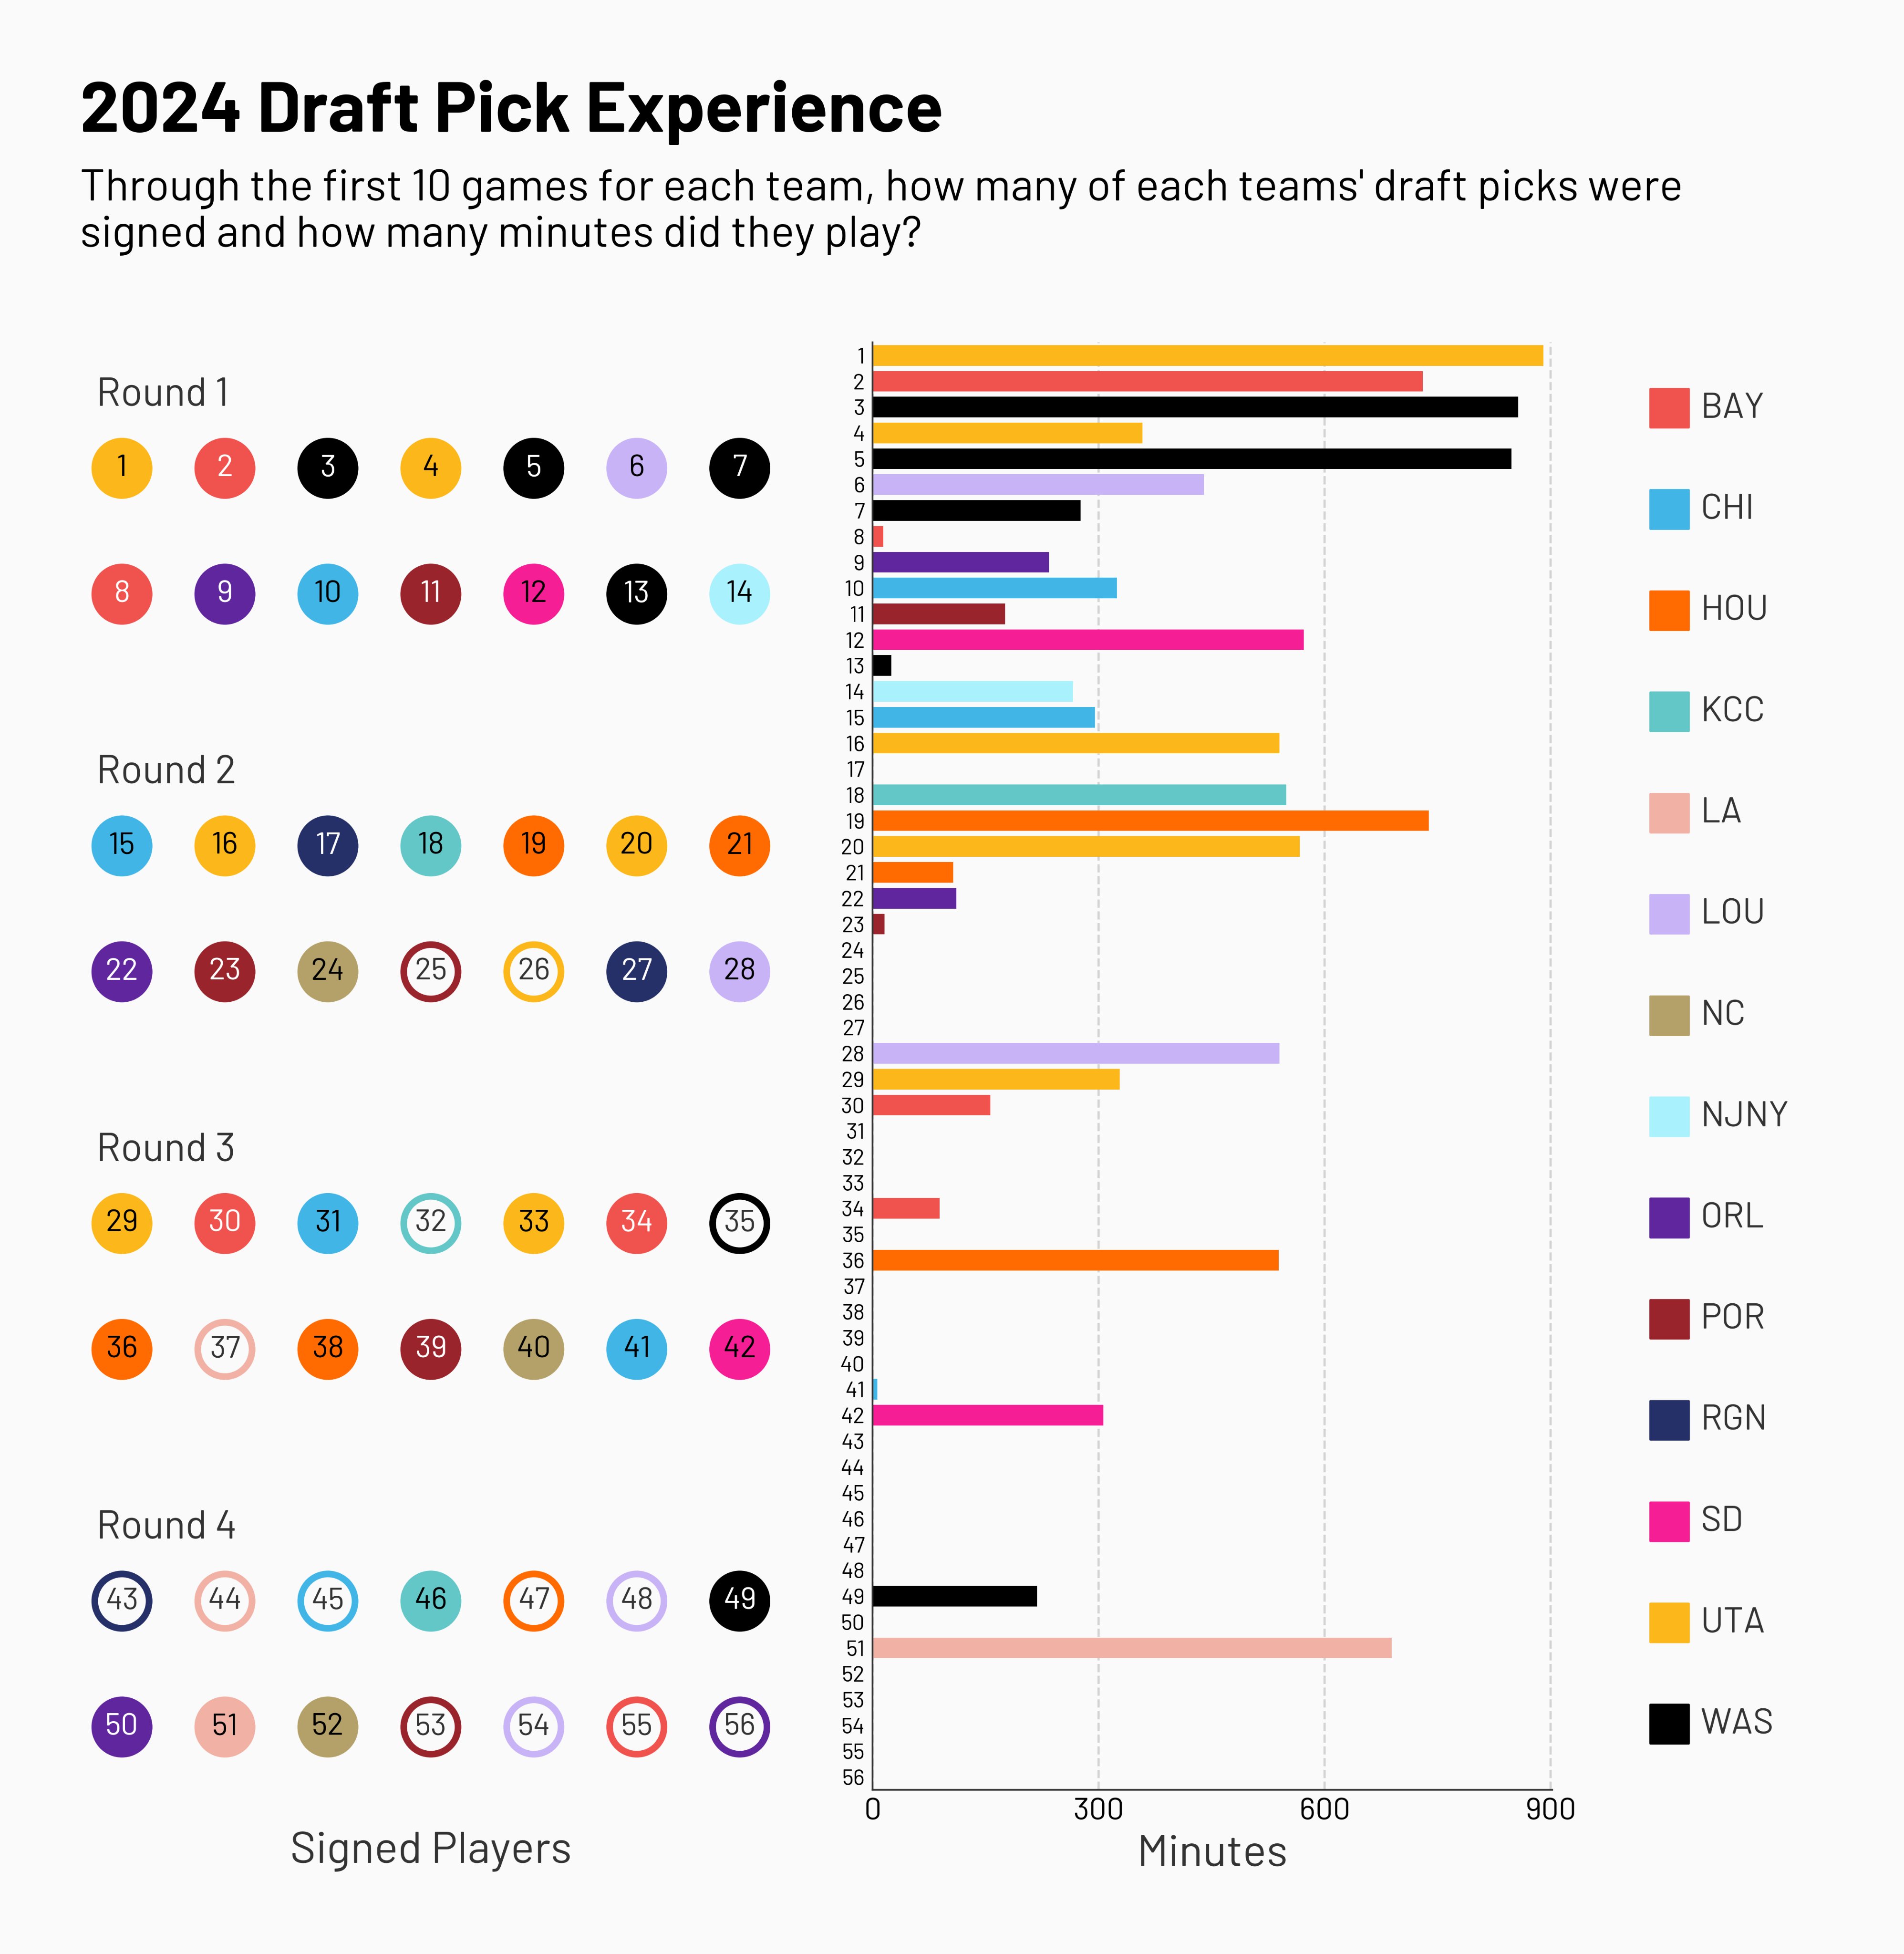 2024 Draft Pick Experience
Through the first 10 games for each team, how many of each teams' draft picks were
signed and how many minutes did they play?
Round 1
1 2 3 4 5 6 7
8 9 10 11 12 13 14
Round 2
15 16 17 18 19 20 21
22 23 24 25 26 27 28
Round 3
29 30 31 32 33 34 35
36 37 38 39 40 41 42
Round 4
43 44 45 46 47 48 49
50 51 52 53 54 55 56
Signed Players
1
2
3
4
5
6
7
8
9
10
11
12
13
14
15
16
17
18
19
20
21
22
23
24
25
26
27
28
29
30
31
32
33
34
35
36
37
38
39
40
41
42
43
44
45
46
47
48
49
50
51
52
53
54
55
56
0 300 600 900
Minutes
BAY
CHI
HOU
KCC
LA
LOU
NC
NJNY
ORL
POR
RGN
SD
UTA
WAS